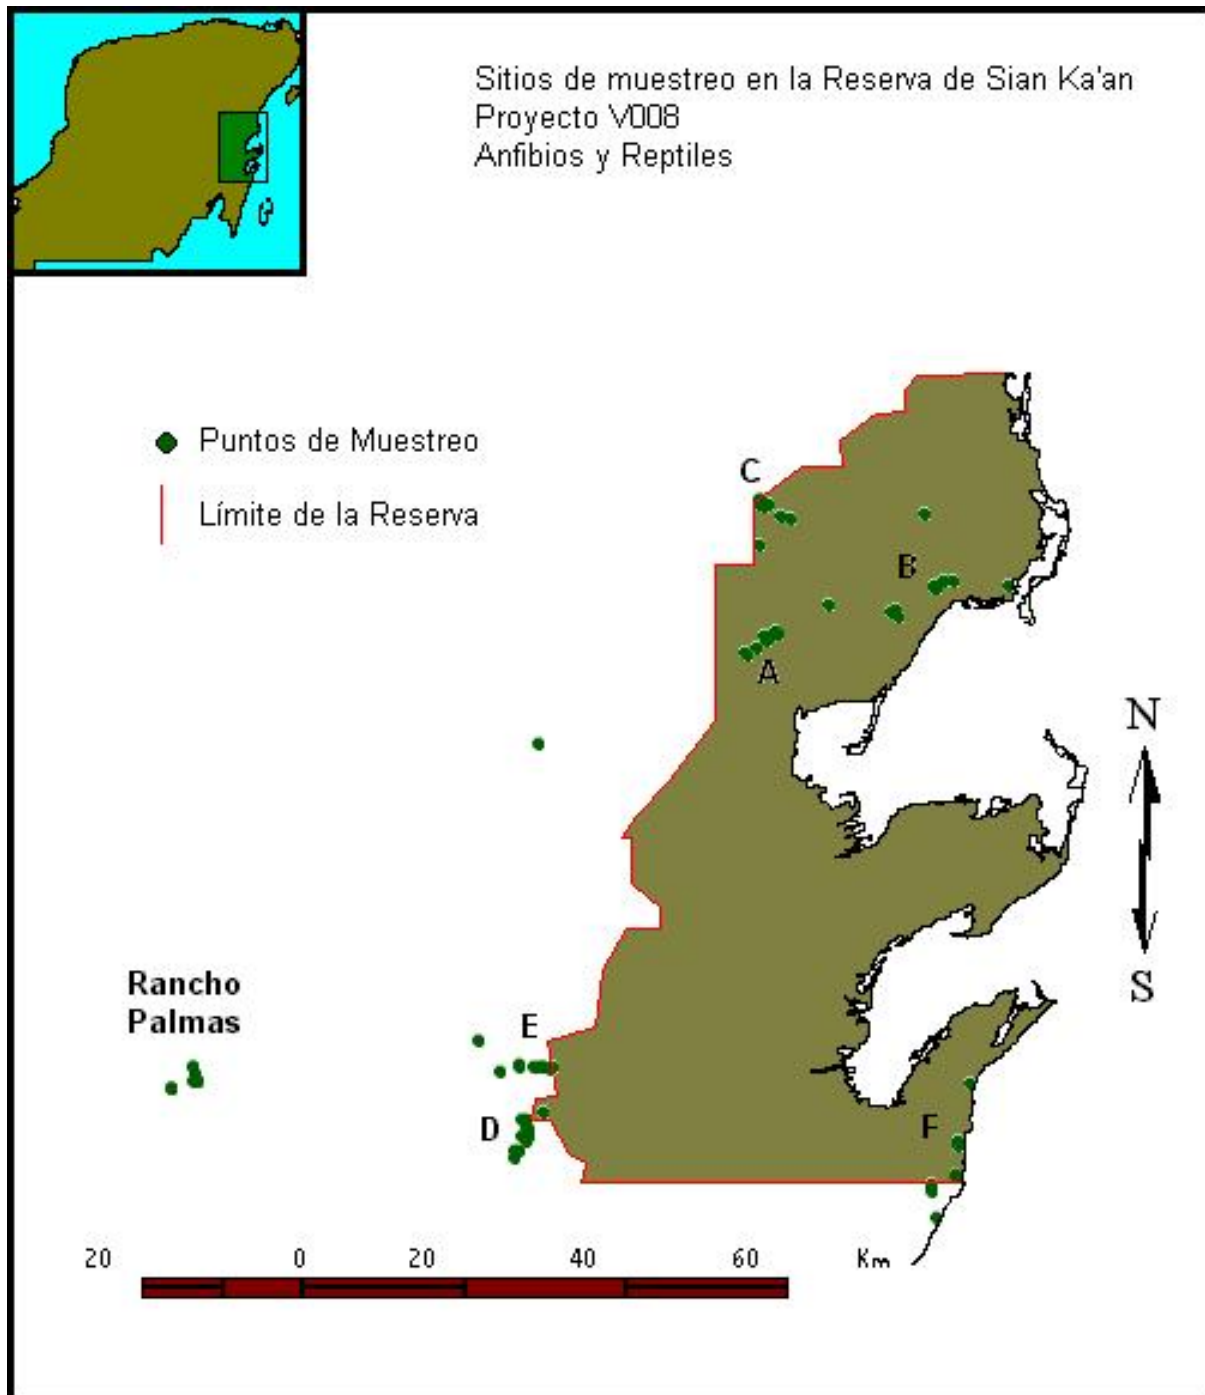 Sitios de muestreo en la Reserva de Sian Ka'an
Proyecto V008
Anfibios y Reptiles
Puntos de Muestreo
Límite de la Reserva
C
B
A
N
S
Rancho
Palmas
E
D
F
20 0 20 40 60 Km